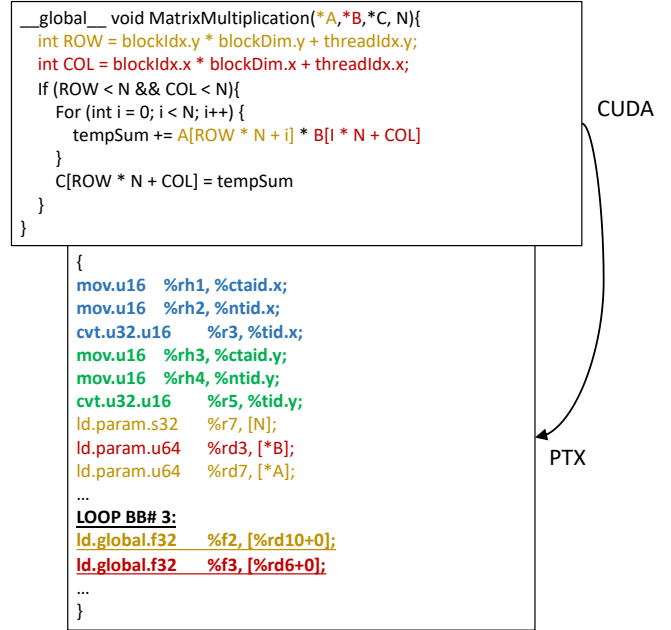 __global__ void MatrixMultiplication(*A,*B,*C, N){
int ROW = blockIdx.y * blockDim.y + threadIdx.y;
int COL = blockIdx.x * blockDim.x + threadIdx.x;
If (ROW < N && COL < N){
For (int i = 0; i < N; i++) {
tempSum += A[ROW * N + i] * B[I * N + COL]
}
C[ROW * N + COL] = tempSum
}
}
CUDA
{
mov.u16 %rh1, %ctaid.x;
mov.u16 %rh2, %ntid.x;
cvt.u32.u16 %r3, %tid.x;
mov.u16 %rh3, %ctaid.y;
mov.u16 %rh4, %ntid.y;
cvt.u32.u16 %r5, %tid.y;
ld.param.s32 %r7, [N];
ld.param.u64 %rd3, [*B];
ld.param.u64 %rd7, [*A];
...
LOOP BB# 3:
ld.global.f32 %f2, [%rd10+0];
ld.global.f32 %f3, [%rd6+0];
...
}
PTX